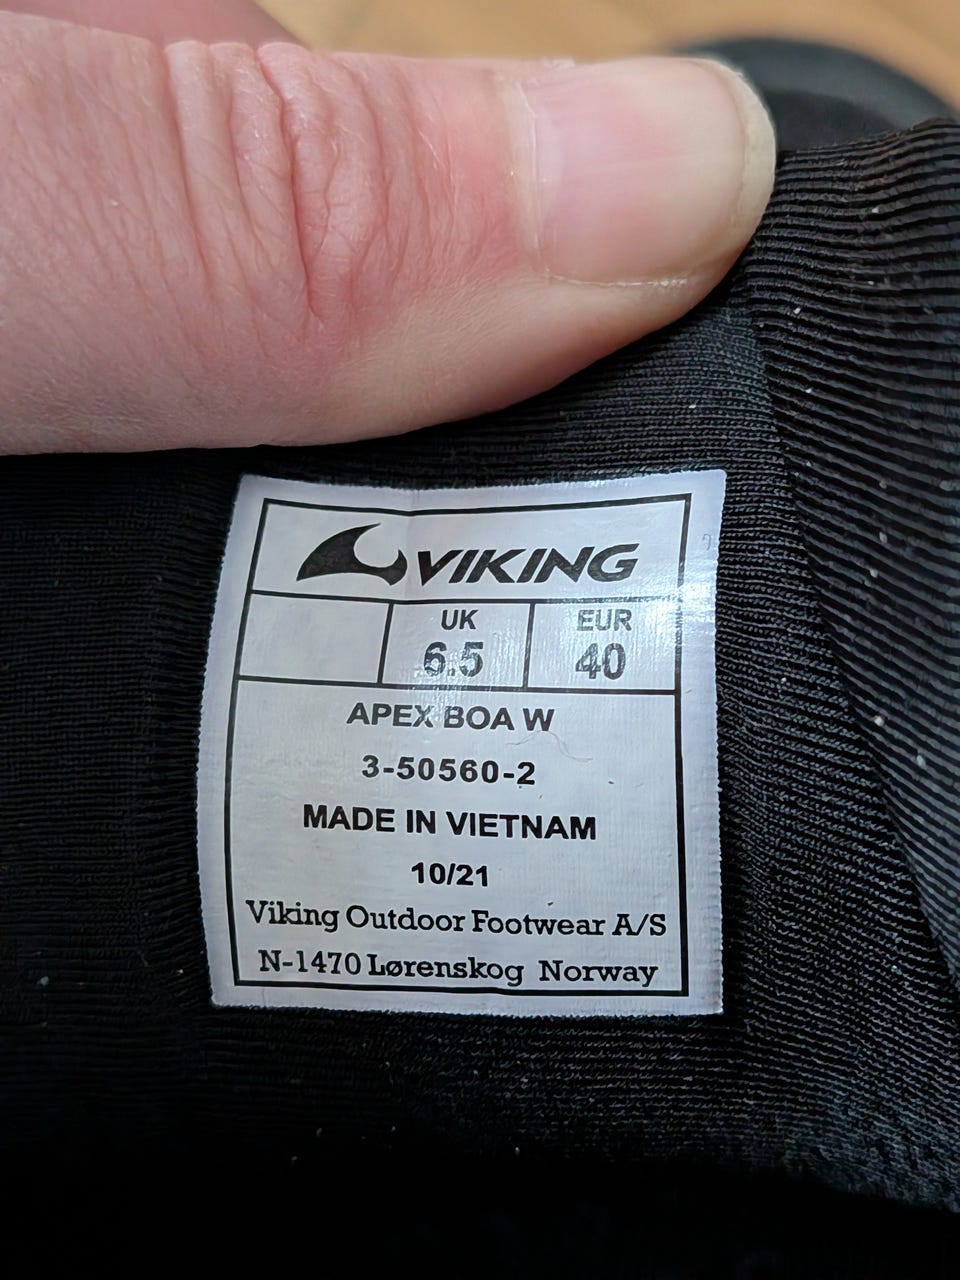 VIKING
UK EUR
6.5 40
APEX BOA W
3-50560-2
MADE IN VIETNAM
10/21
Viking Outdoor Footwear A/S
N-1470 Lørenskog Norway